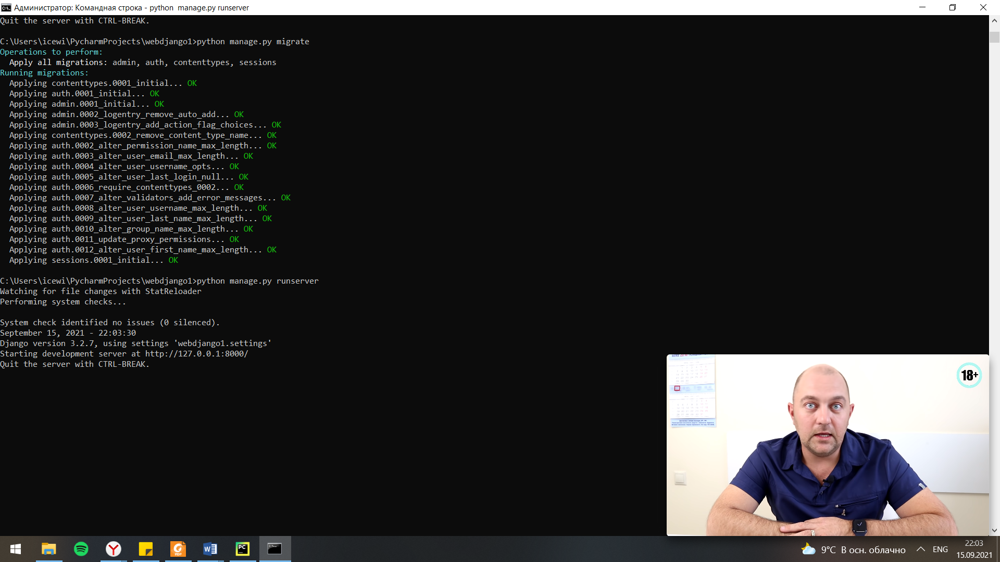 Администратор: Командная строка - python  manage.py runserver
Quit the server with CTRL-BREAK.
C:\Users\icewi\PycharmProjects\webdjango1>python manage.py migrate
Operations to perform:
  Apply all migrations: admin, auth, contenttypes, sessions
Running migrations:
  Applying contenttypes.0001_initial... OK
  Applying auth.0001_initial... OK
  Applying admin.0001_initial... OK
  Applying admin.0002_logentry_remove_auto_add... OK
  Applying admin.0003_logentry_add_action_flag_choices... OK
  Applying contenttypes.0002_remove_content_type_name... OK
  Applying auth.0002_alter_permission_name_max_length... OK
  Applying auth.0003_alter_user_email_max_length... OK
  Applying auth.0004_alter_user_username_opts... OK
  Applying auth.0005_alter_user_last_login_null... OK
  Applying auth.0006_require_contenttypes_0002... OK
  Applying auth.0007_alter_validators_add_error_messages... OK
  Applying auth.0008_alter_user_username_max_length... OK
  Applying auth.0009_alter_user_last_name_max_length... OK
  Applying auth.0010_alter_group_name_max_length... OK
  Applying auth.0011_update_proxy_permissions... OK
  Applying auth.0012_alter_user_first_name_max_length... OK
  Applying sessions.0001_initial... OK
C:\Users\icewi\PycharmProjects\webdjango1>python manage.py runserver
Watching for file changes with StatReloader
Performing system checks...
System check identified no issues (0 silenced).
September 15, 2021 - 22:03:30
Django version 3.2.7, using settings 'webdjango1.settings'
Starting development server at http://127.0.0.1:8000/
Quit the server with CTRL-BREAK.
18+
PDF
W
PC
9°C В осн. облачно
ENG
22:03
15.09.2021